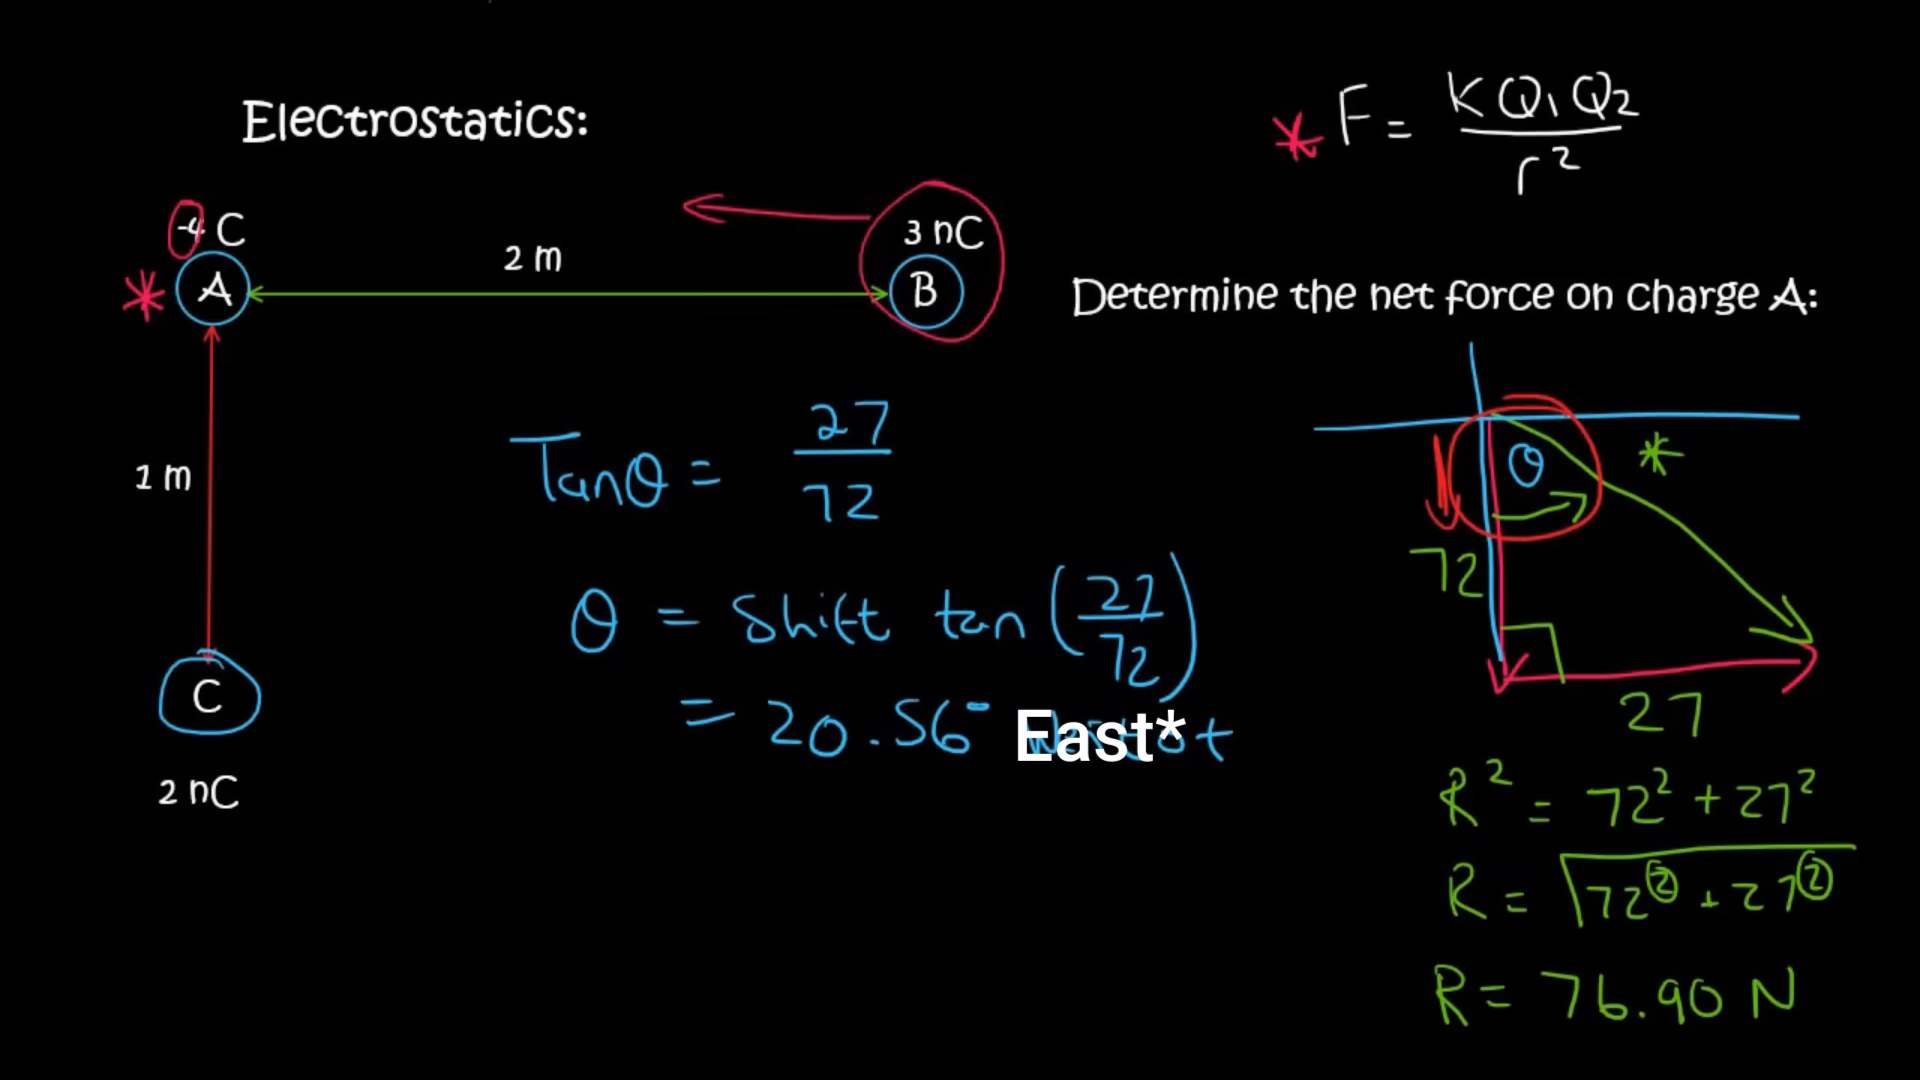 Electrostatics:
* F = KQ1Q2 / r²
-4 C
3 nC
2 m
A
B
*
Determine the net force on charge A:
Tanθ = 27 / 72
θ
*
1 m
72
θ = Shift tan (27 / 72)
C
27
= 20.56° East* t
2 nC
R² = 72² + 27²
R = √72² + 27²
R = 76.90 N